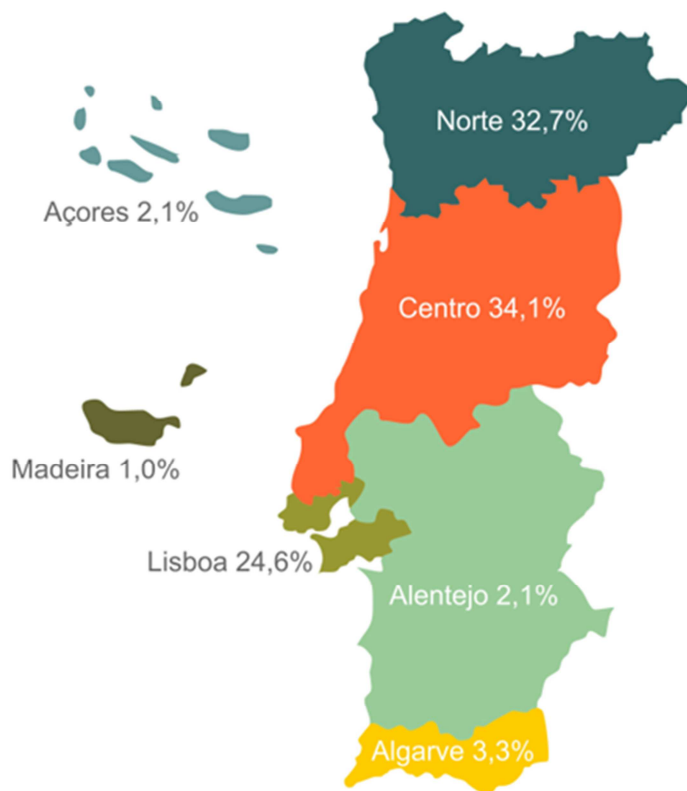 Norte 32,7%
Açores 2,1%
Centro 34,1%
Madeira 1,0%
Lisboa 24,6%
Alentejo 2,1%
Algarve 3,3%